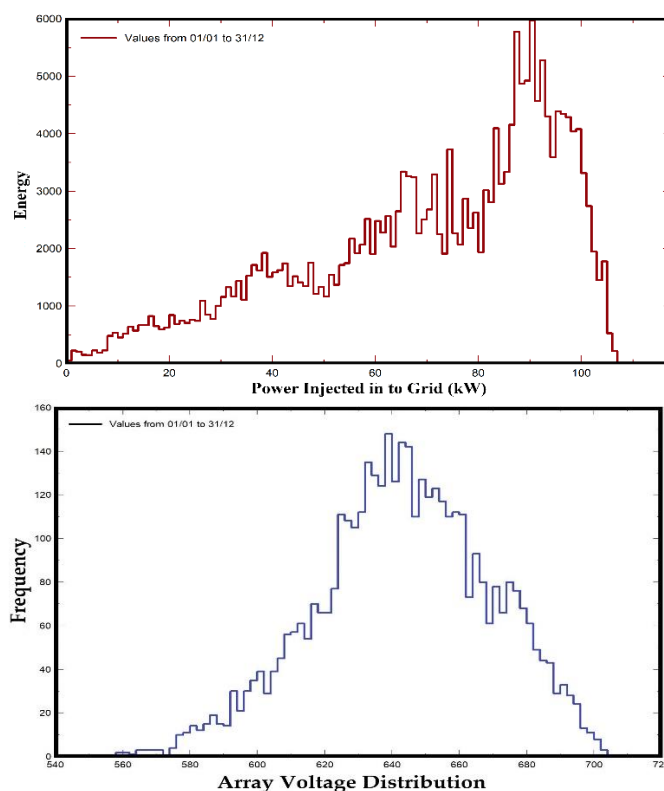 6000
Values from 01/01 to 31/12
5000
4000
3000
2000
1000
0
Energy
0 20 40 60 80 100
Power Injected in to Grid (kW)
160
Values from 01/01 to 31/12
140
120
100
80
60
40
20
0
Frequency
540 560 580 600 620 640 660 680 700 720
Array Voltage Distribution